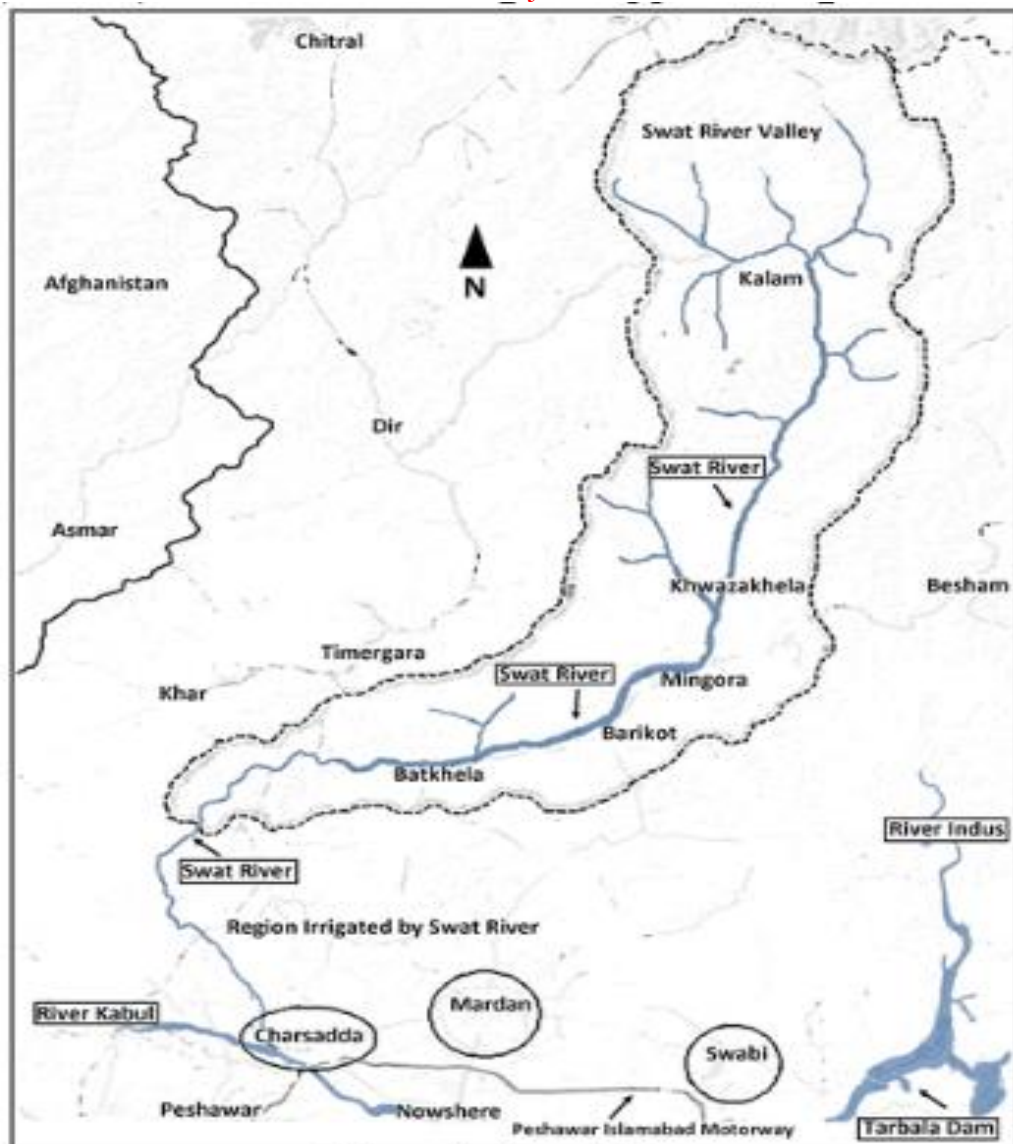 Chitral
Swat River Valley
Afghanistan
Kalam
N
Dir
Swat River
Asmar
Khwazakhela
Besham
Timergara
Swat River
Khar
Mingora
Barikot
Batkhela
River Indus
Swat River
Region Irrigated by Swat River
Mardan
River Kabul
Charsadda
Swabi
Peshawar
Nowshere
Peshawar Islamabad Motorway
Tarbala Dam